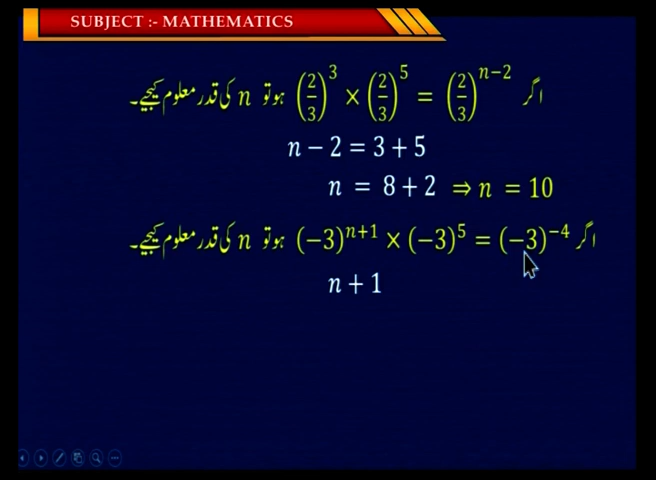 SUBJECT :- MATHEMATICS
اگر (2/3)^3 × (2/3)^5 = (2/3)^{n−2} ہو تو n کی قدر معلوم کیجیے۔
n − 2 = 3 + 5
n = 8 + 2 ⇒ n = 10
اگر (−3)^{n+1} × (−3)^5 = (−3)^{−4} ہو تو n کی قدر معلوم کیجیے۔
n + 1